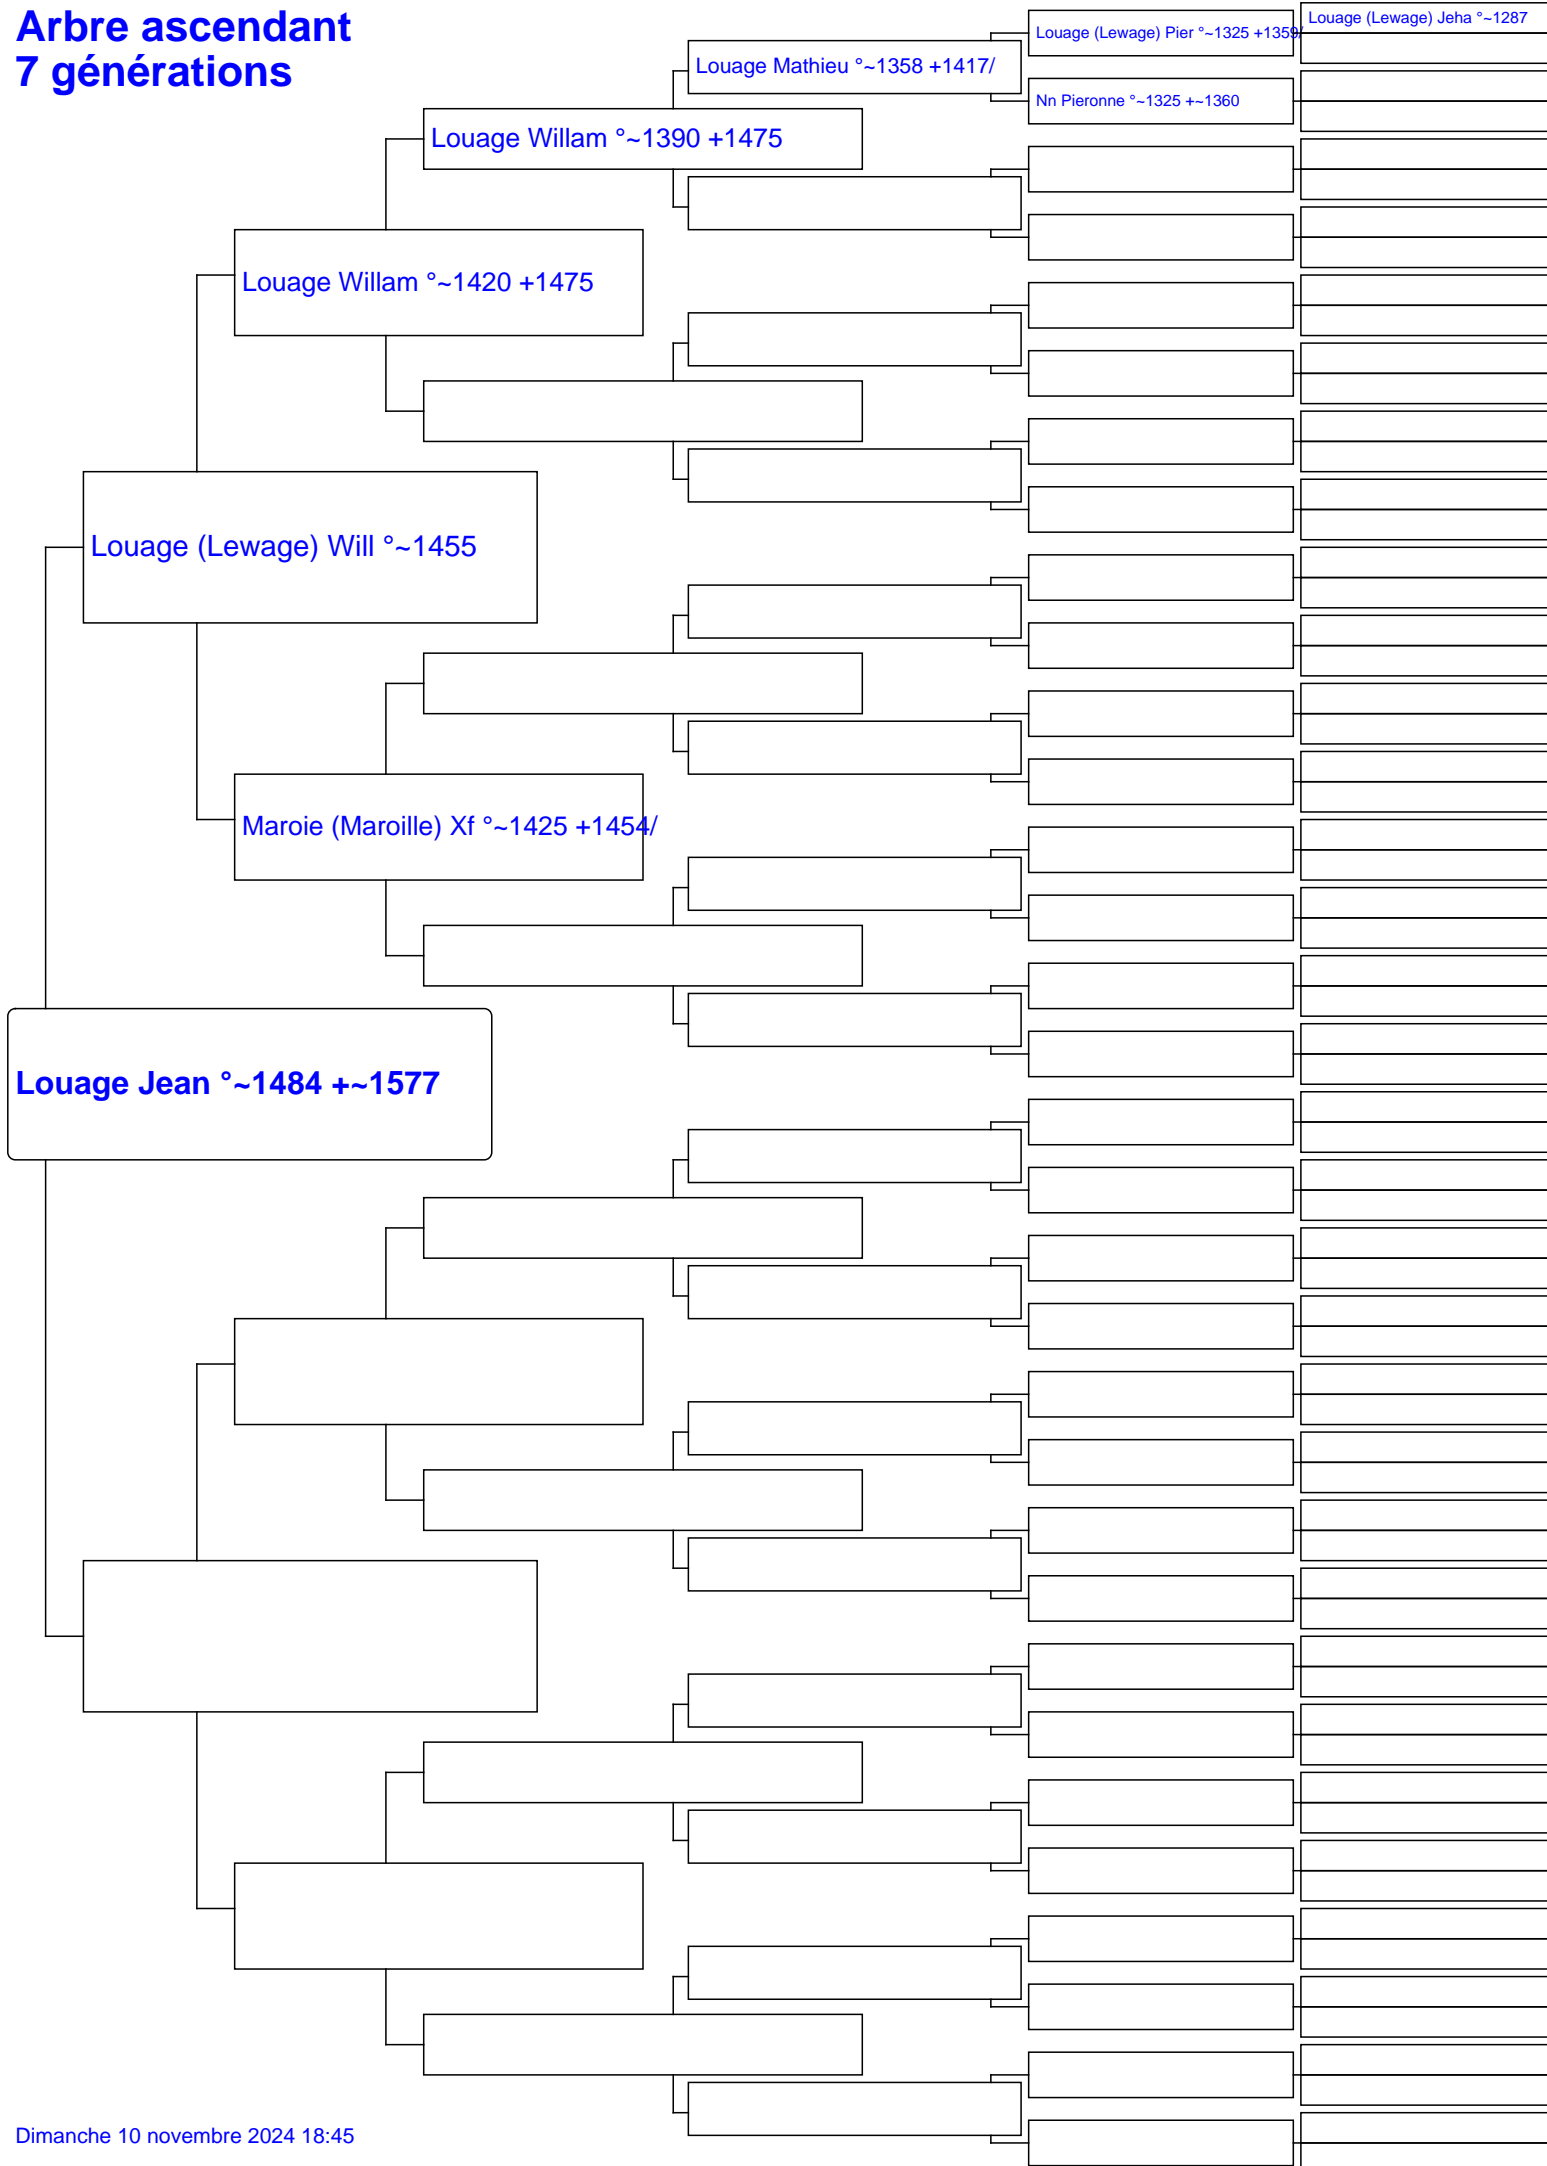 Arbre ascendant
7 générations
Louage (Lewage) Jeha °~1287
Louage (Lewage) Pier °~1325 +1359/
Louage Mathieu °~1358 +1417/
Nn Pieronne °~1325 +~1360
Louage Willam °~1390 +1475
Louage Willam °~1420 +1475
Louage (Lewage) Will °~1455
Maroie (Maroille) Xf °~1425 +1454/
Louage Jean °~1484 +~1577
Dimanche 10 novembre 2024 18:45